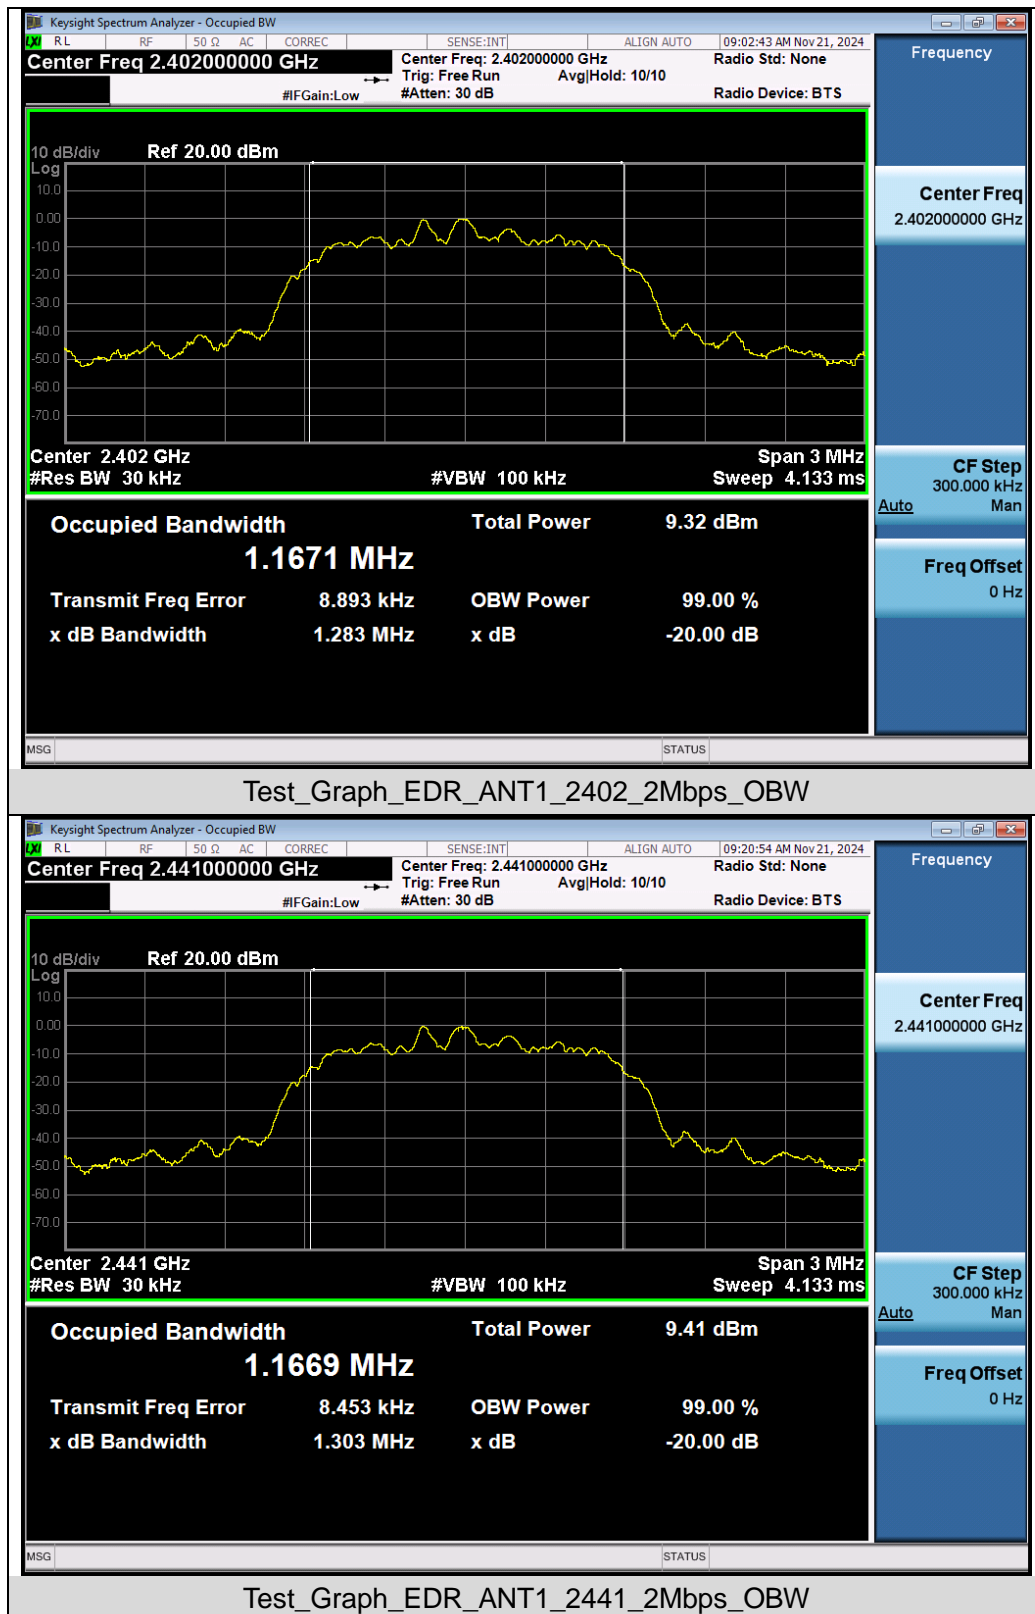 Keysight Spectrum Analyzer - Occupied BW
LXI RL RF 50 Ω AC CORREC SENSE:INT ALIGN AUTO 09:02:43 AM Nov 21, 2024
Center Freq 2.402000000 GHz
Center Freq: 2.402000000 GHz
Radio Std: None
Trig: Free Run Avg|Hold: 10/10
#IFGain:Low
#Atten: 30 dB
Radio Device: BTS
10 dB/div Ref 20.00 dBm
Log
10.0
0.00
-10.0
-20.0
-30.0
-40.0
-50.0
-60.0
-70.0
Center 2.402 GHz Span 3 MHz
#Res BW 30 kHz #VBW 100 kHz Sweep 4.133 ms
Occupied Bandwidth Total Power 9.32 dBm
1.1671 MHz
Transmit Freq Error 8.893 kHz OBW Power 99.00 %
x dB Bandwidth 1.283 MHz x dB -20.00 dB
MSG STATUS
Frequency
Center Freq
2.402000000 GHz
CF Step
300.000 kHz
Auto Man
Freq Offset
0 Hz
Test_Graph_EDR_ANT1_2402_2Mbps_OBW
Keysight Spectrum Analyzer - Occupied BW
LXI RL RF 50 Ω AC CORREC SENSE:INT ALIGN AUTO 09:20:54 AM Nov 21, 2024
Center Freq 2.441000000 GHz
Center Freq: 2.441000000 GHz
Radio Std: None
Trig: Free Run Avg|Hold: 10/10
#IFGain:Low
#Atten: 30 dB
Radio Device: BTS
10 dB/div Ref 20.00 dBm
Log
10.0
0.00
-10.0
-20.0
-30.0
-40.0
-50.0
-60.0
-70.0
Center 2.441 GHz Span 3 MHz
#Res BW 30 kHz #VBW 100 kHz Sweep 4.133 ms
Occupied Bandwidth Total Power 9.41 dBm
1.1669 MHz
Transmit Freq Error 8.453 kHz OBW Power 99.00 %
x dB Bandwidth 1.303 MHz x dB -20.00 dB
MSG STATUS
Frequency
Center Freq
2.441000000 GHz
CF Step
300.000 kHz
Auto Man
Freq Offset
0 Hz
Test_Graph_EDR_ANT1_2441_2Mbps_OBW